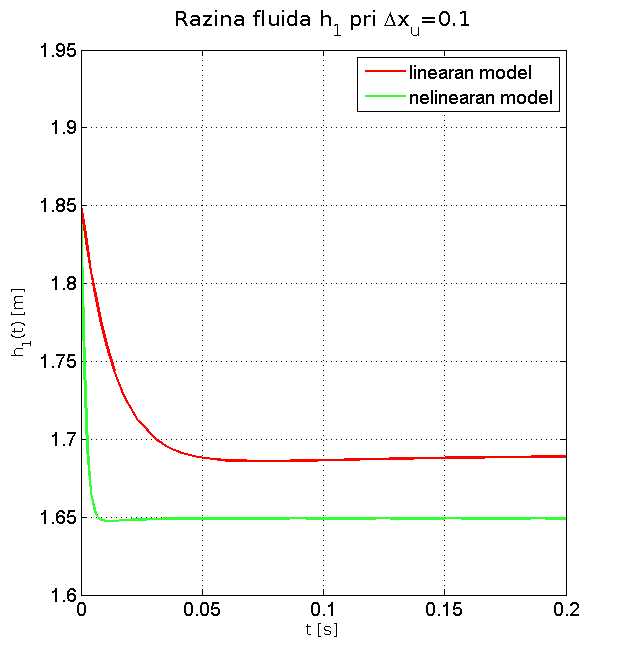 Razina fluida h₁ pri Δxᵤ=0.1
linearan model
nelinearan model
1.95
1.9
1.85
1.8
1.75
1.7
1.65
1.6
h₁(t) [m]
0 0.05 0.1 0.15 0.2
t [s]